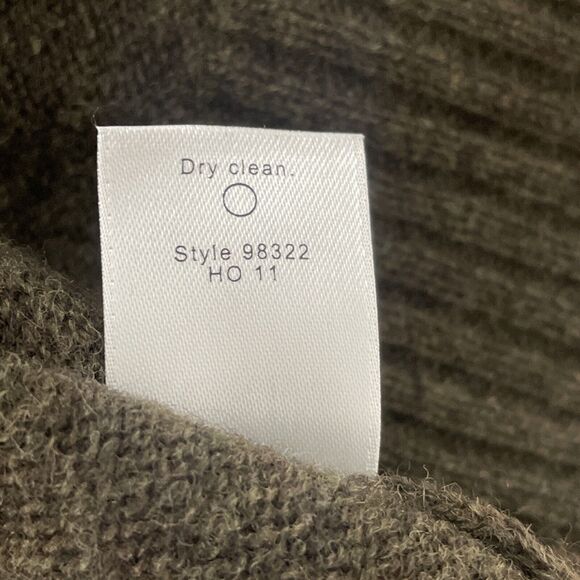 Dry clean.
Style 98322
HO 11